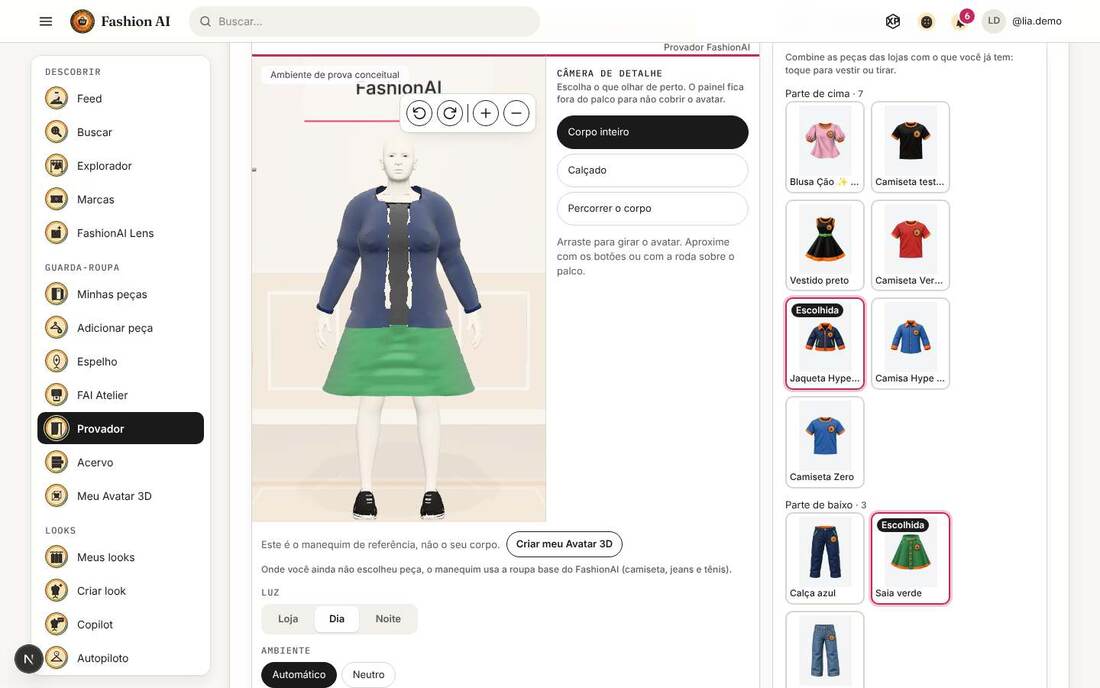 Fashion AI
Buscar...
6
LD
@lia.demo
DESCOBRIR
Feed
Buscar
Explorador
Marcas
FashionAI Lens
GUARDA-ROUPA
Minhas peças
Adicionar peça
Espelho
FAI Atelier
Provador
Acervo
Meu Avatar 3D
LOOKS
Meus looks
Criar look
Copilot
Autopiloto
N
Provador FashionAI
Ambiente de prova conceitual
FashionAI
CÂMERA DE DETALHE
Escolha o que olhar de perto. O painel fica
fora do palco para não cobrir o avatar.
Corpo inteiro
Calçado
Percorrer o corpo
Arraste para girar o avatar. Aproxime
com os botões ou com a roda sobre o
palco.
Este é o manequim de referência, não o seu corpo.
Criar meu Avatar 3D
Onde você ainda não escolheu peça, o manequim usa a roupa base do FashionAI (camiseta, jeans e tênis).
LUZ
Loja
Dia
Noite
AMBIENTE
Automático
Neutro
Combine as peças das lojas com o que você já tem:
toque para vestir ou tirar.
Parte de cima · 7
Blusa Ção ✨ ...
Camiseta test...
Vestido preto
Camiseta Ver...
Escolhida
Jaqueta Hype...
Camisa Hype ...
Camiseta Zero
Parte de baixo · 3
Calça azul
Escolhida
Saia verde